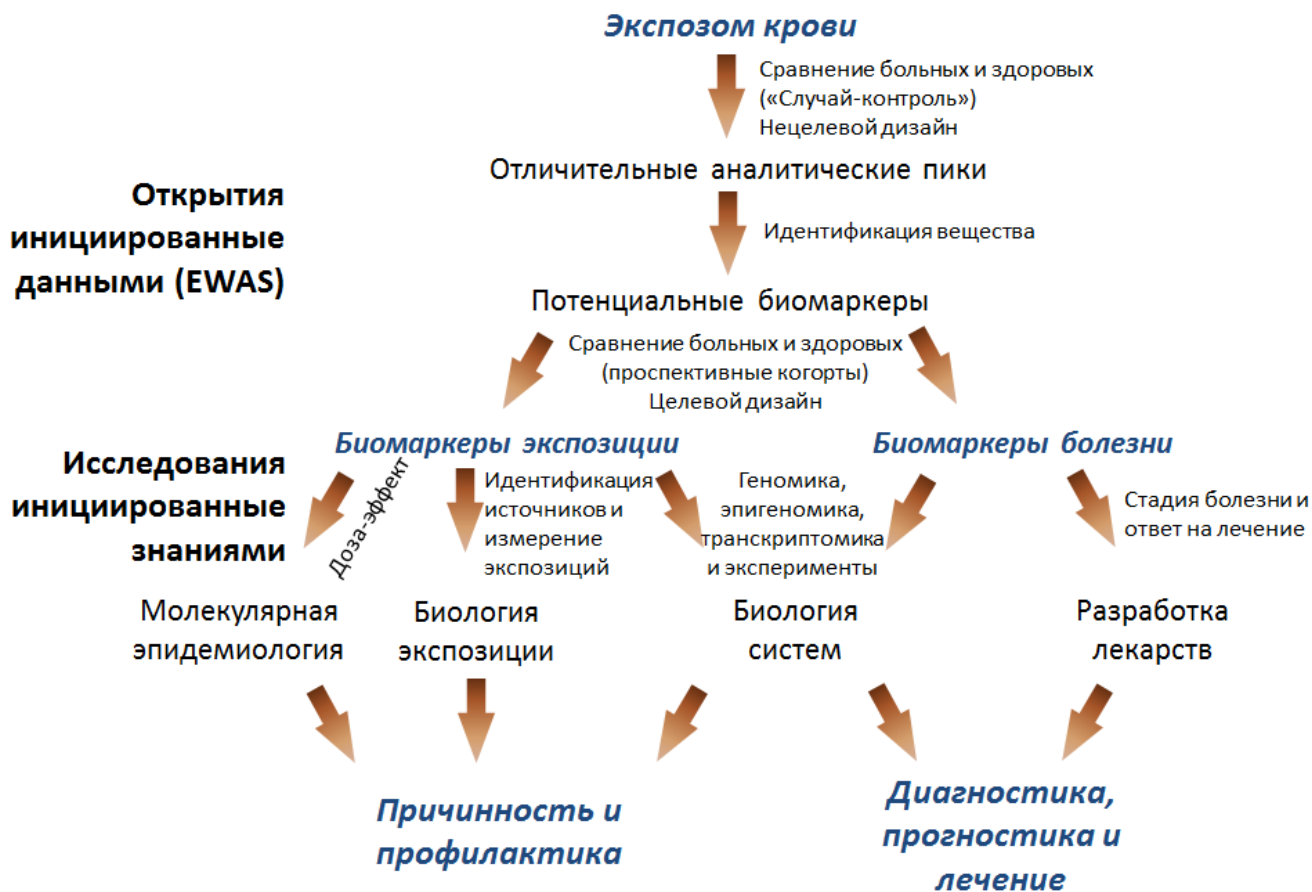 Экспозом крови
Сравнение больных и здоровых
(«Случай-контроль»)
Нецелевой дизайн
Отличительные аналитические пики
Открытия
инициированные
данными (EWAS)
Идентификация вещества
Потенциальные биомаркеры
Сравнение больных и здоровых
(проспективные когорты)
Целевой дизайн
Биомаркеры экспозиции
Биомаркеры болезни
Исследования
инициированные
знаниями
Доза-эффект
Идентификация
источников и
измерение
экспозиций
Геномика,
эпигеномика,
транскриптомика
и эксперименты
Стадия болезни и
ответ на лечение
Молекулярная
эпидемиология
Биология
экспозиции
Биология
систем
Разработка
лекарств
Причинность и
профилактика
Диагностика,
прогностика и
лечение